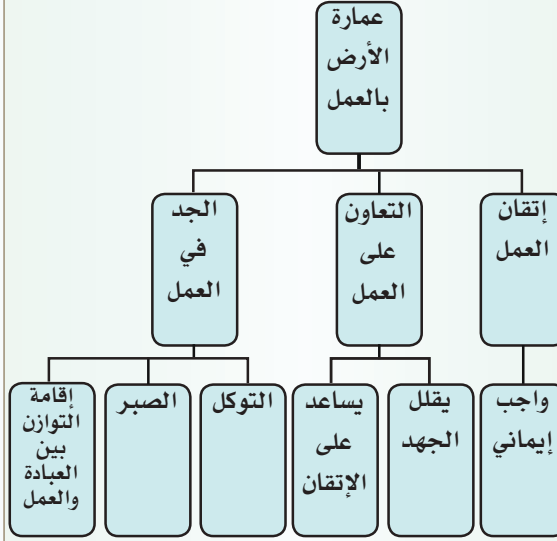 عمارة
الأرض
بالعمل
إتقان
العمل
التعاون
على
العمل
الجد
في
العمل
واجب
إيماني
يقلل
الجهد
يساعد
على
الإتقان
التوكل
الصبر
إقامة
التوازن
بين
العبادة
والعمل